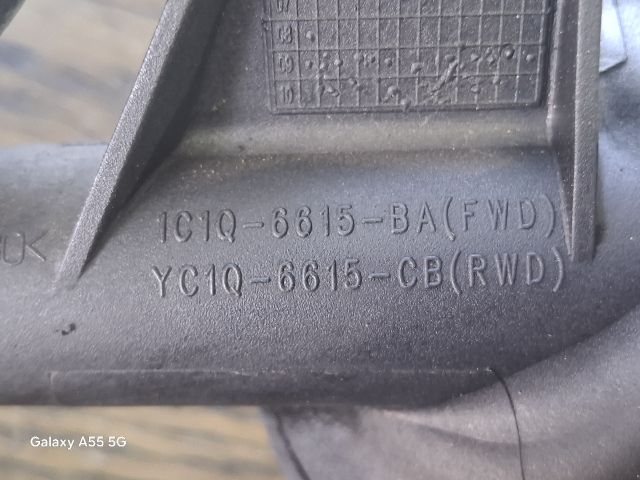 1C1Q-6615-BA(FWD)
YC1Q-6615-CB(RWD)
Galaxy A55 5G